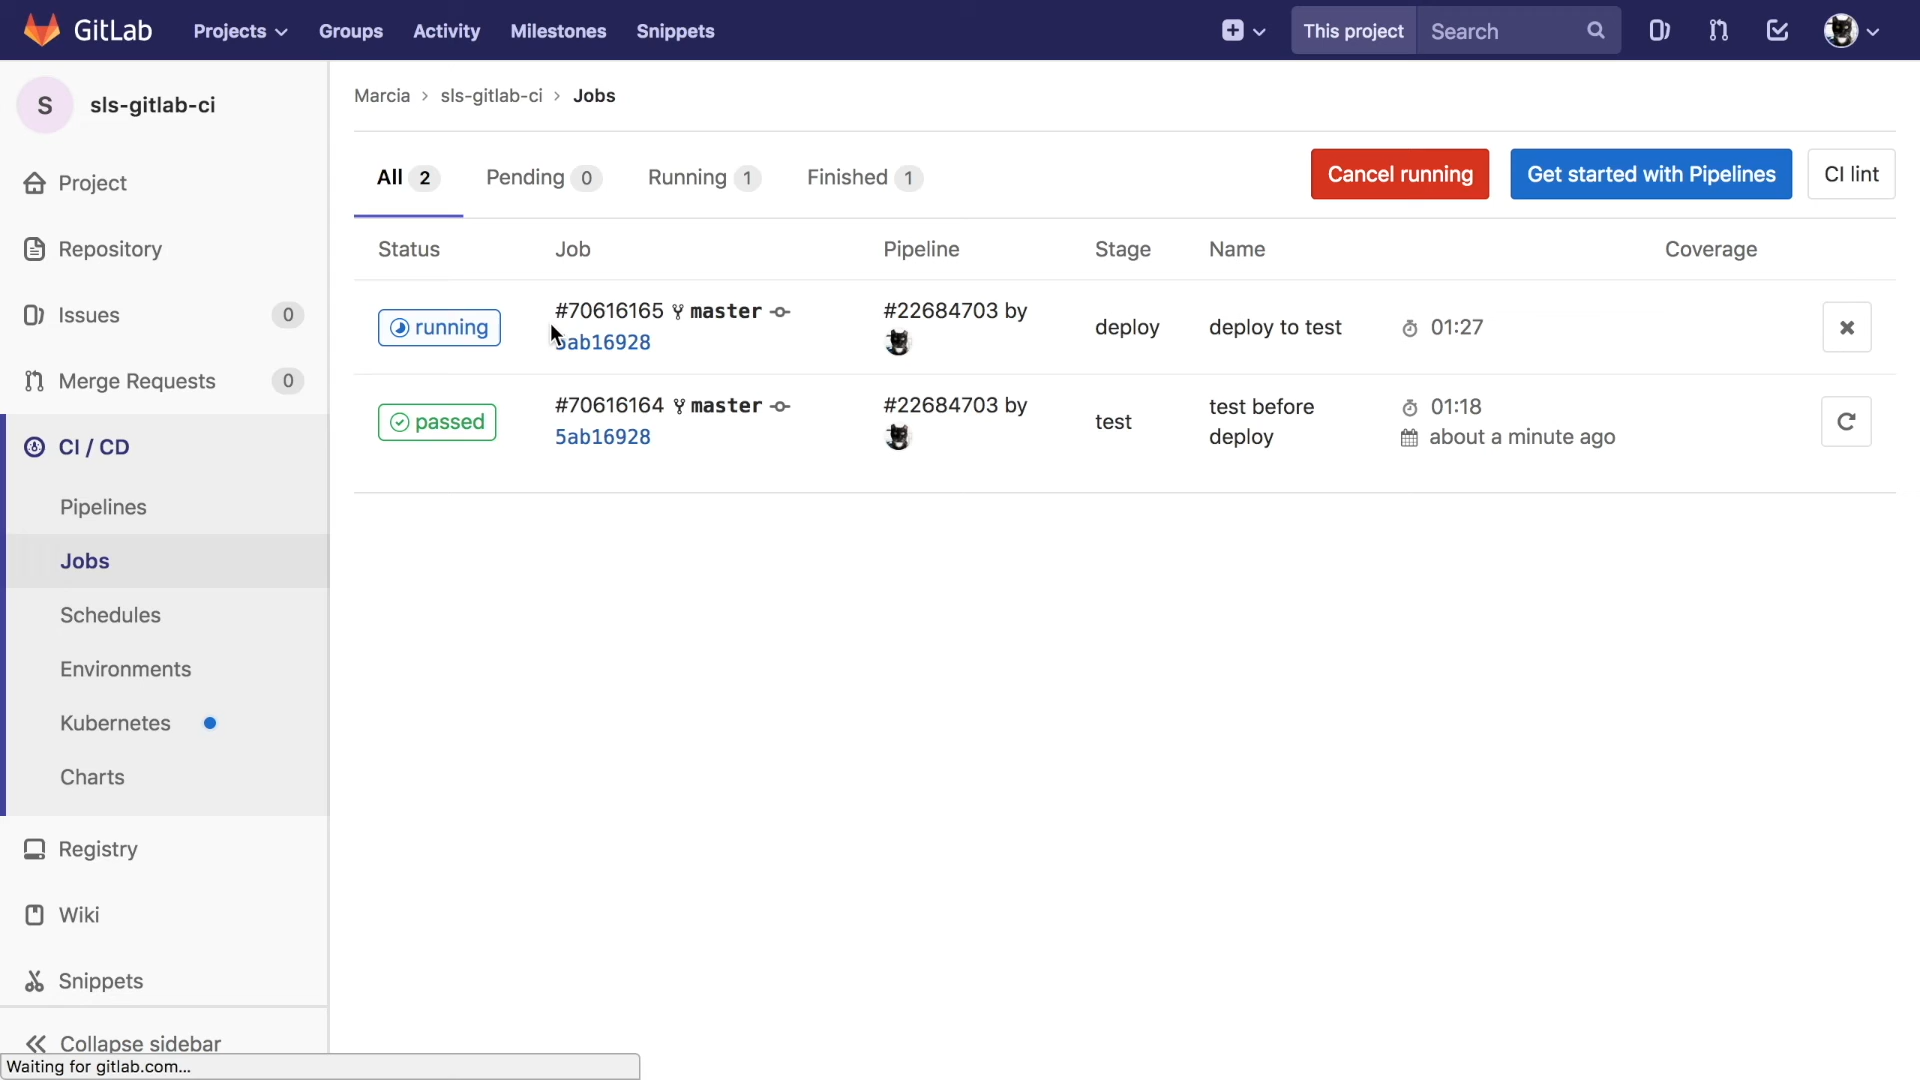 GitLab Projects Groups Activity Milestones Snippets This project Search
S sls-gitlab-ci
Marcia > sls-gitlab-ci > Jobs
All 2 Pending 0 Running 1 Finished 1 Cancel running Get started with Pipelines CI lint
Status Job Pipeline Stage Name Coverage
running #70616165 master #22684703 by deploy deploy to test 01:27
5ab16928
passed #70616164 master #22684703 by test test before 01:18
5ab16928 deploy about a minute ago
Project
Repository
Issues 0
Merge Requests 0
CI / CD
Pipelines
Jobs
Schedules
Environments
Kubernetes
Charts
Registry
Wiki
Snippets
Collapse sidebar
Waiting for gitlab.com...